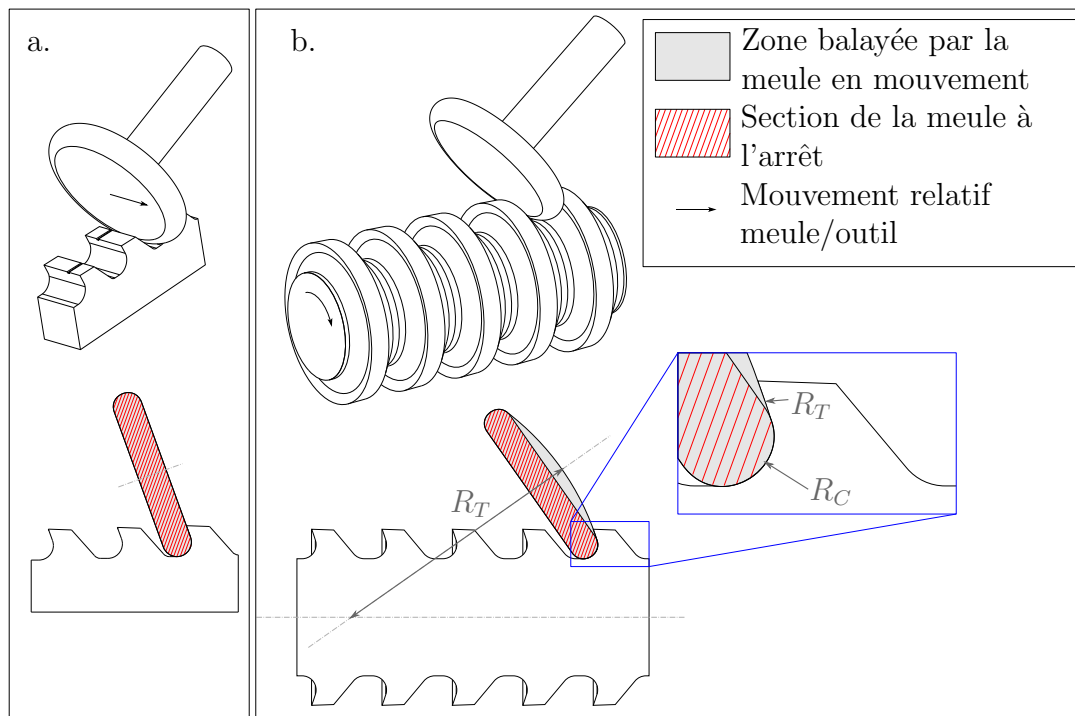 a.
b.
Zone balayée par la
meule en mouvement
Section de la meule à
l'arrêt
Mouvement relatif
meule/outil
R_T
R_T
R_C